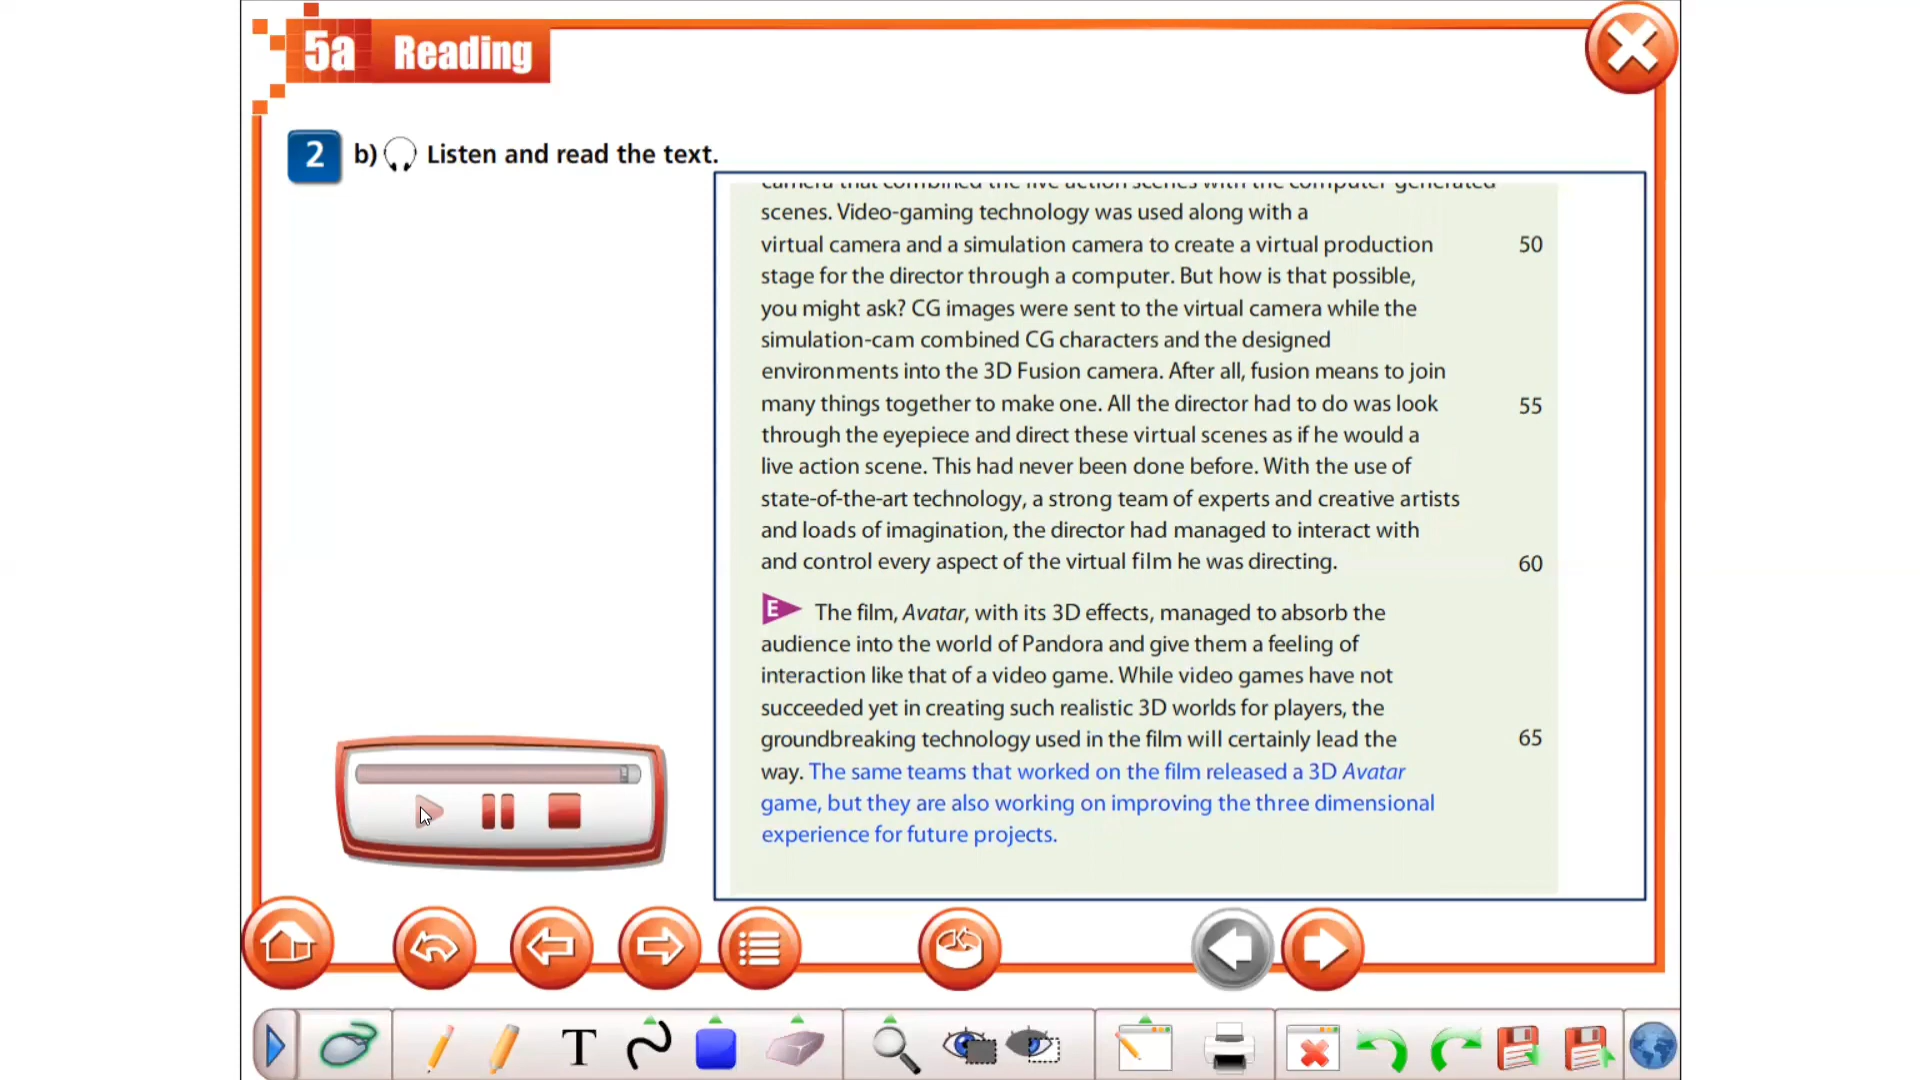 5a Reading
2 b) Listen and read the text.
camera that combined the live action scenes with the computer generated
scenes. Video-gaming technology was used along with a
virtual camera and a simulation camera to create a virtual production 50
stage for the director through a computer. But how is that possible,
you might ask? CG images were sent to the virtual camera while the
simulation-cam combined CG characters and the designed
environments into the 3D Fusion camera. After all, fusion means to join
many things together to make one. All the director had to do was look 55
through the eyepiece and direct these virtual scenes as if he would a
live action scene. This had never been done before. With the use of
state-of-the-art technology, a strong team of experts and creative artists
and loads of imagination, the director had managed to interact with
and control every aspect of the virtual film he was directing. 60
E The film, Avatar, with its 3D effects, managed to absorb the
audience into the world of Pandora and give them a feeling of
interaction like that of a video game. While video games have not
succeeded yet in creating such realistic 3D worlds for players, the
groundbreaking technology used in the film will certainly lead the 65
way. The same teams that worked on the film released a 3D Avatar
game, but they are also working on improving the three dimensional
experience for future projects.
T